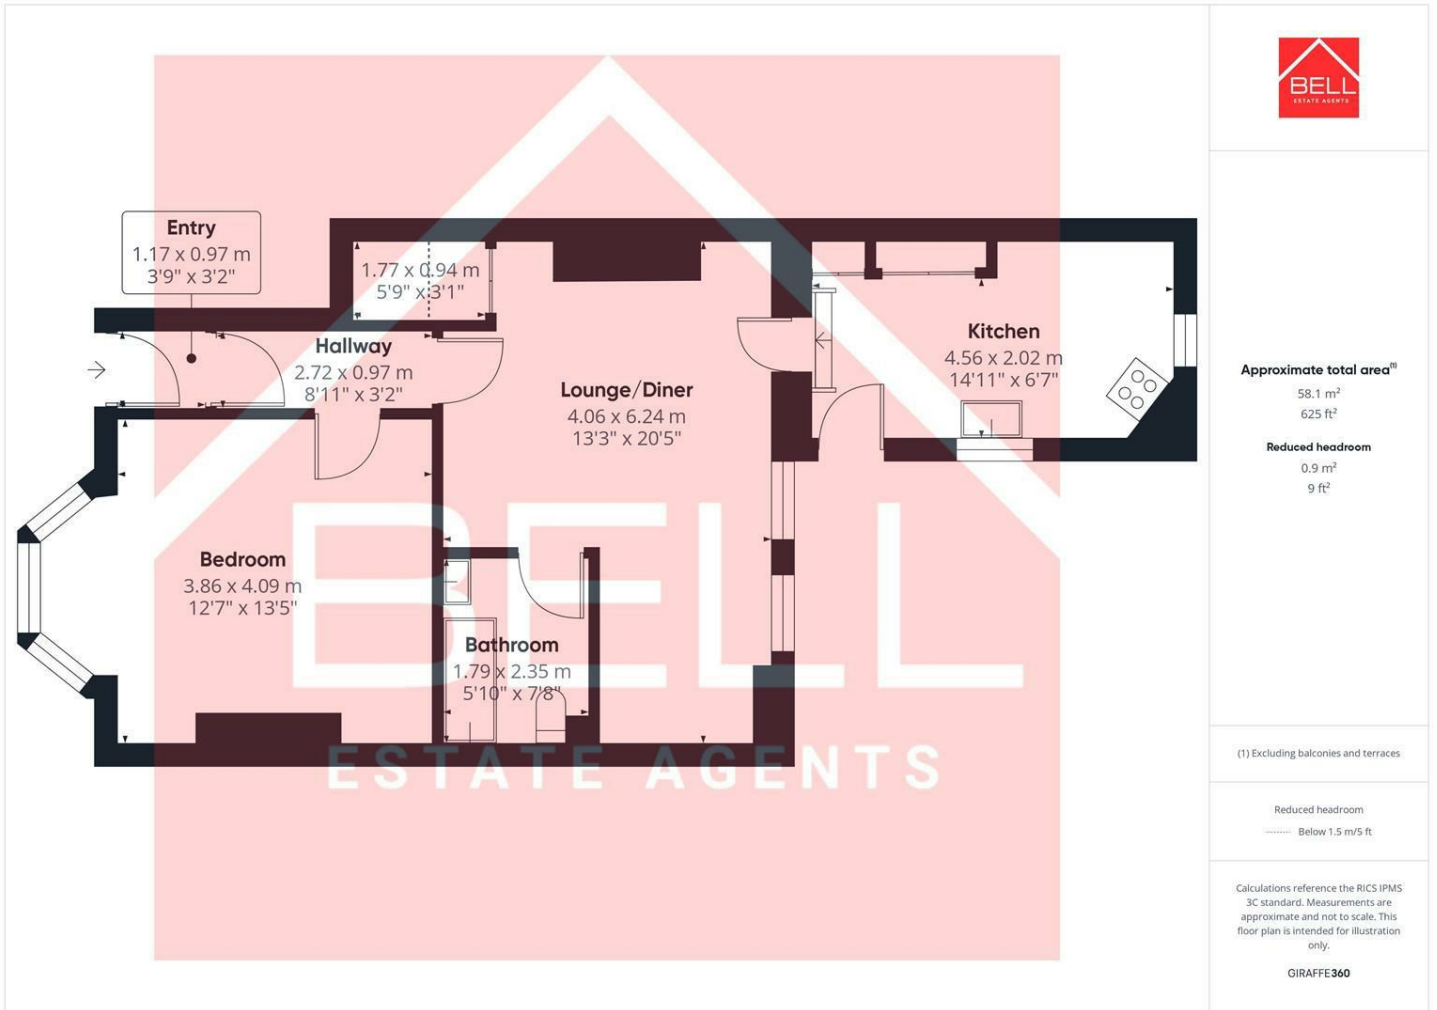 Entry
1.17 x 0.97 m
3'9" x 3'2"
1.77 x 0.94 m
5'9" x 3'1"
Hallway
2.72 x 0.97 m
8'11" x 3'2"
Lounge/Diner
4.06 x 6.24 m
13'3" x 20'5"
Kitchen
4.56 x 2.02 m
14'11" x 6'7"
Bedroom
3.86 x 4.09 m
12'7" x 13'5"
Bathroom
1.79 x 2.35 m
5'10" x 7'8"
BELL
ESTATE AGENTS
BELL
ESTATE AGENTS
Approximate total area⁽¹⁾
58.1 m²
625 ft²
Reduced headroom
0.9 m²
9 ft²
(1) Excluding balconies and terraces
Reduced headroom
Below 1.5 m/5 ft
Calculations reference the RICS IPMS
3C standard. Measurements are
approximate and not to scale. This
floor plan is intended for illustration
only.
GIRAFFE360